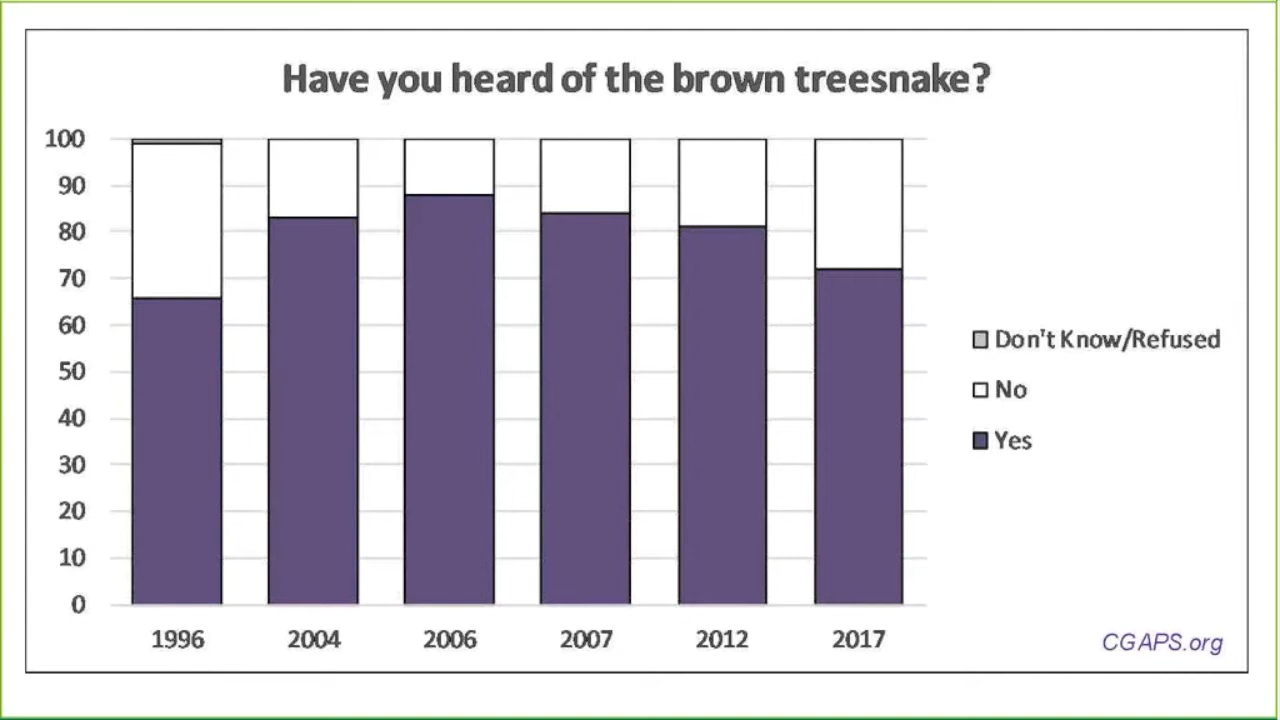 Have you heard of the brown treesnake?
100
90
80
70
60
50
40
30
20
10
0
1996 2004 2006 2007 2012 2017
Don't Know/Refused
No
Yes
CGAPS.org